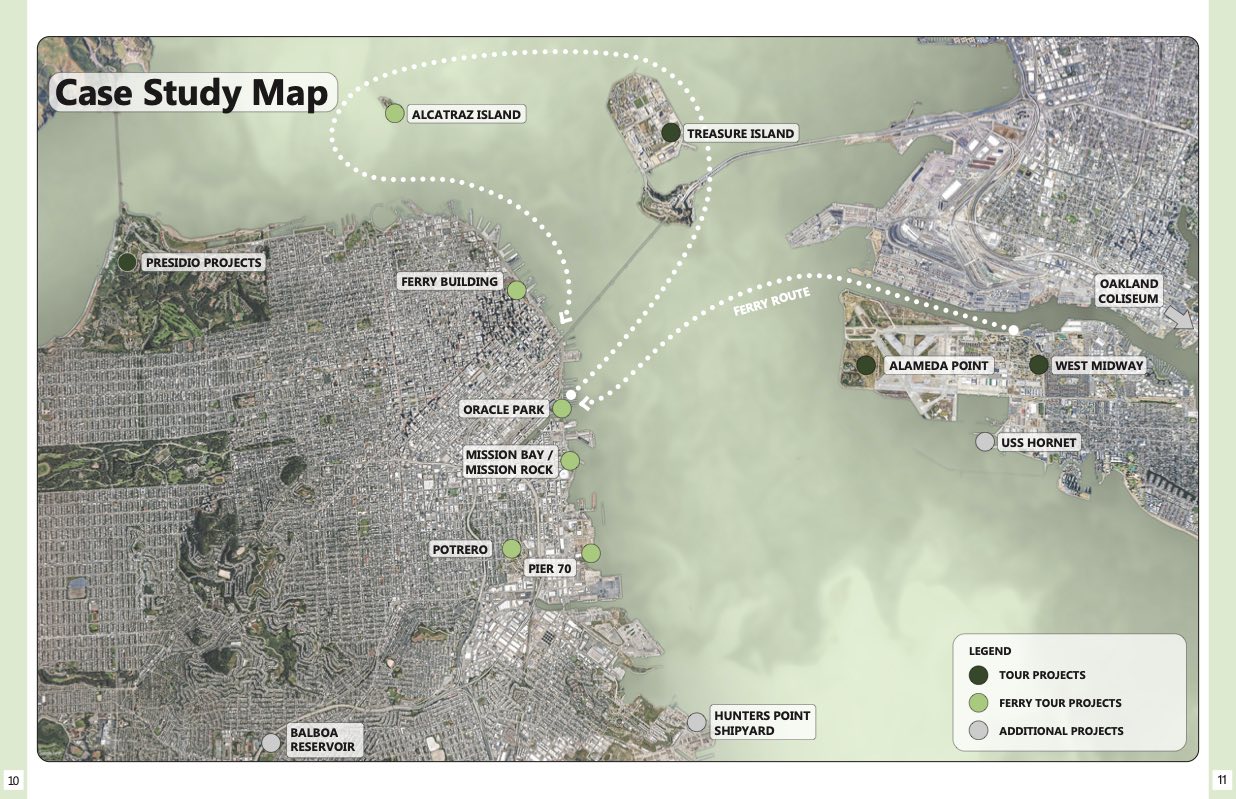 Case Study Map
ALCATRAZ ISLAND
TREASURE ISLAND
PRESIDIO PROJECTS
FERRY BUILDING
FERRY ROUTE
OAKLAND
COLISEUM
ALAMEDA POINT
WEST MIDWAY
ORACLE PARK
USS HORNET
MISSION BAY /
MISSION ROCK
POTRERO
PIER 70
LEGEND
TOUR PROJECTS
FERRY TOUR PROJECTS
ADDITIONAL PROJECTS
HUNTERS POINT
SHIPYARD
BALBOA
RESERVOIR
10
11